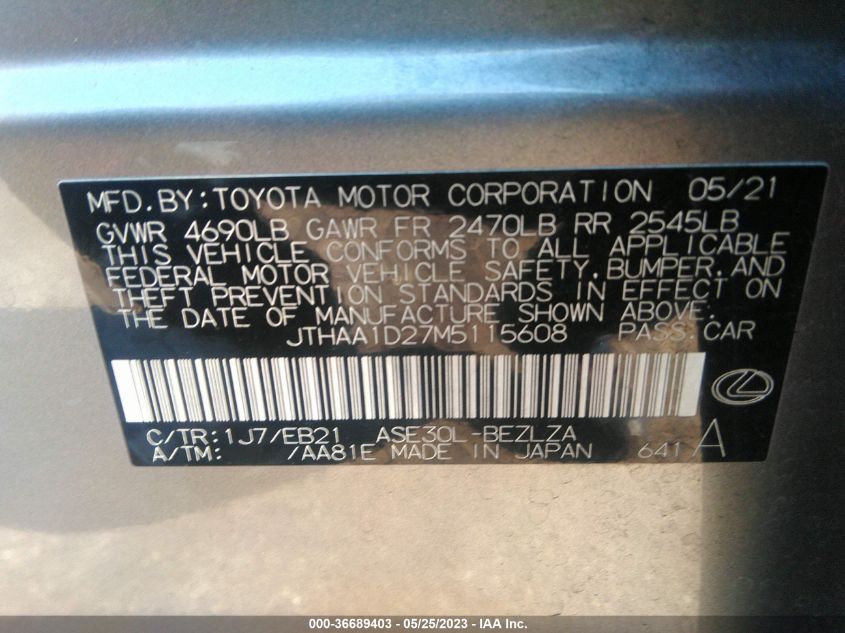 MFD. BY: TOYOTA MOTOR CORPORATION 05/21
GVWR 4690LB GAWR FR 2470LB RR 2545LB
THIS VEHICLE CONFORMS TO ALL APPLICABLE
FEDERAL MOTOR VEHICLE SAFETY, BUMPER, AND
THEFT PREVENTION STANDARDS IN EFFECT ON
THE DATE OF MANUFACTURE SHOWN ABOVE.
JTHAA1D27M5115608 PASS. CAR
C/TR: 1J7/EB21 ASE30L-BEZLZA
A/TM: /AA81E MADE IN JAPAN 641 A
000-36689403 - 05/25/2023 - IAA Inc.